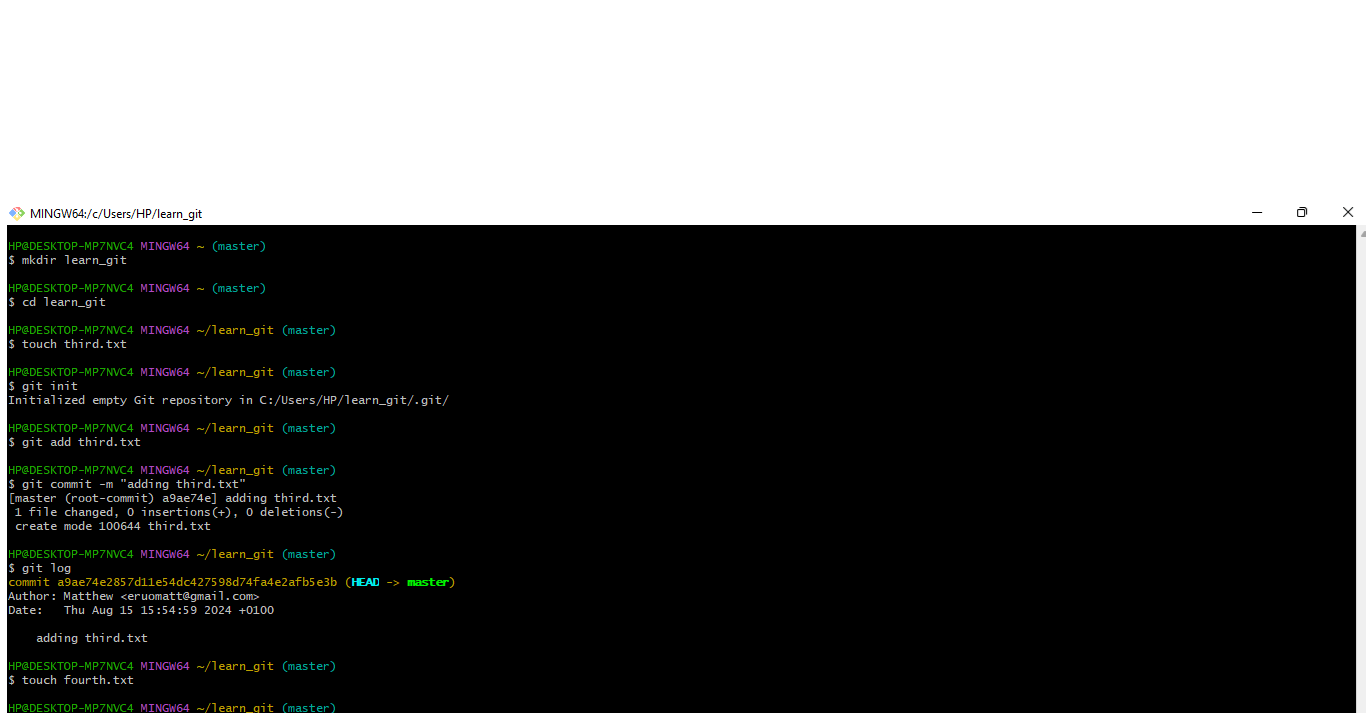 MINGW64:/c/Users/HP/learn_git
HP@DESKTOP-MP7NVC4 MINGW64 ~ (master)
$ mkdir learn_git
HP@DESKTOP-MP7NVC4 MINGW64 ~ (master)
$ cd learn_git
HP@DESKTOP-MP7NVC4 MINGW64 ~/learn_git (master)
$ touch third.txt
HP@DESKTOP-MP7NVC4 MINGW64 ~/learn_git (master)
$ git init
Initialized empty Git repository in C:/Users/HP/learn_git/.git/
HP@DESKTOP-MP7NVC4 MINGW64 ~/learn_git (master)
$ git add third.txt
HP@DESKTOP-MP7NVC4 MINGW64 ~/learn_git (master)
$ git commit -m "adding third.txt"
[master (root-commit) a9ae74e] adding third.txt
 1 file changed, 0 insertions(+), 0 deletions(-)
 create mode 100644 third.txt
HP@DESKTOP-MP7NVC4 MINGW64 ~/learn_git (master)
$ git log
commit a9ae74e2857d11e54dc427598d74fa4e2afb5e3b (HEAD -> master)
Author: Matthew <eruomatt@gmail.com>
Date:   Thu Aug 15 15:54:59 2024 +0100
    adding third.txt
HP@DESKTOP-MP7NVC4 MINGW64 ~/learn_git (master)
$ touch fourth.txt
HP@DESKTOP-MP7NVC4 MINGW64 ~/learn_git (master)